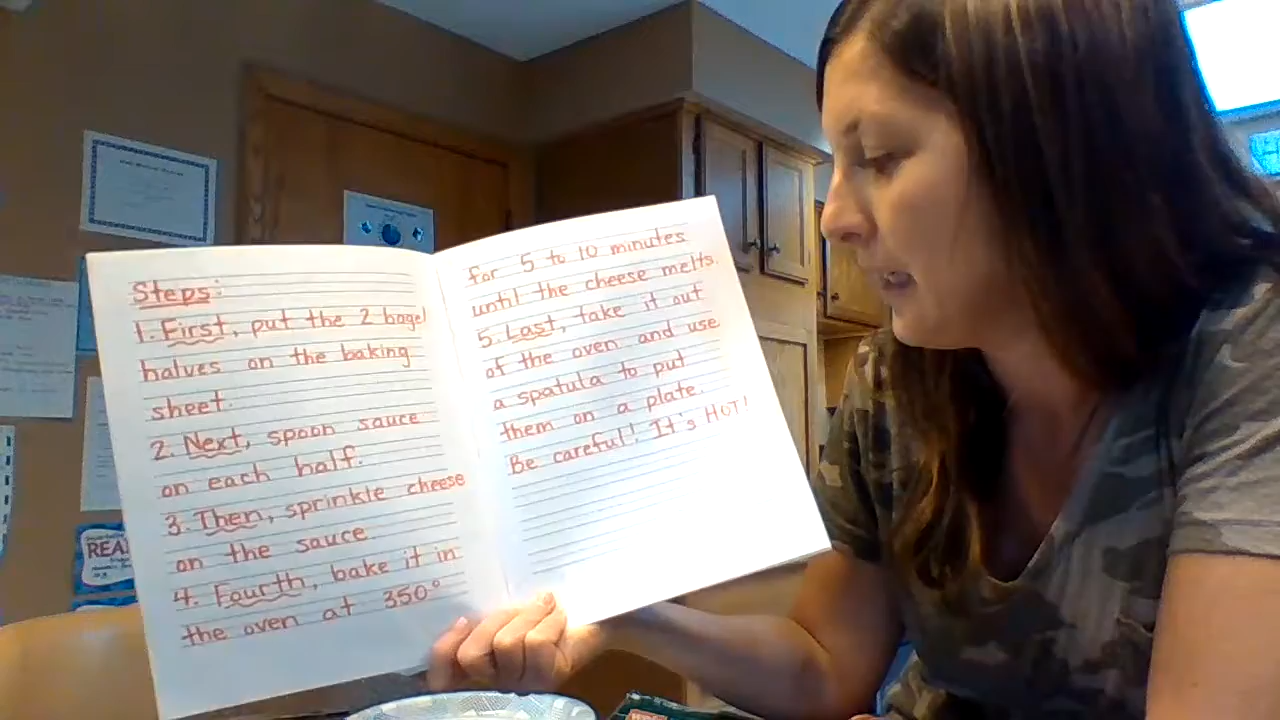 Steps:
1. First, put the 2 bagel
halves on the baking
sheet.
2. Next, spoon sauce
on each half.
3. Then, sprinkle cheese
on the sauce
4. Fourth, bake it in
the oven at 350°
for 5 to 10 minutes
until the cheese melts.
5. Last, take it out
of the oven and use
a spatula to put
them on a plate.
Be careful! It's HOT!
REA